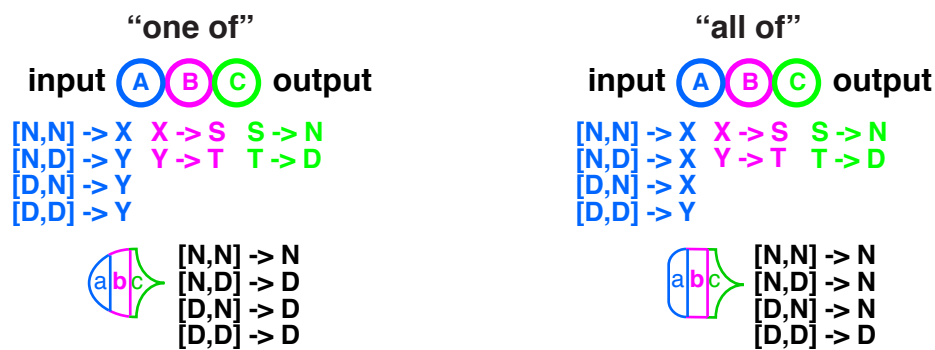 “one of”
input A B C output
[N,N] -> X X -> S S -> N
[N,D] -> Y Y -> T T -> D
[D,N] -> Y
[D,D] -> Y
a b c
[N,N] -> N
[N,D] -> D
[D,N] -> D
[D,D] -> D
“all of”
input A B C output
[N,N] -> X X -> S S -> N
[N,D] -> X Y -> T T -> D
[D,N] -> X
[D,D] -> Y
a b c
[N,N] -> N
[N,D] -> N
[D,N] -> N
[D,D] -> D